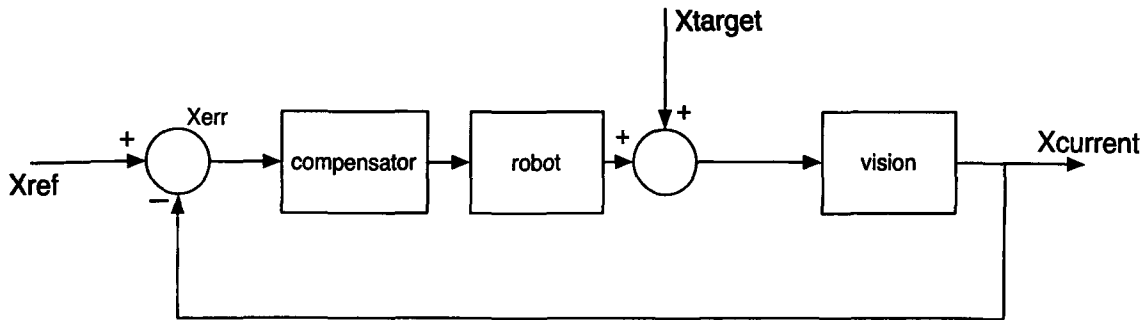 Xtarget
Xerr
+
+
+
compensator
robot
vision
Xcurrent
Xref
−